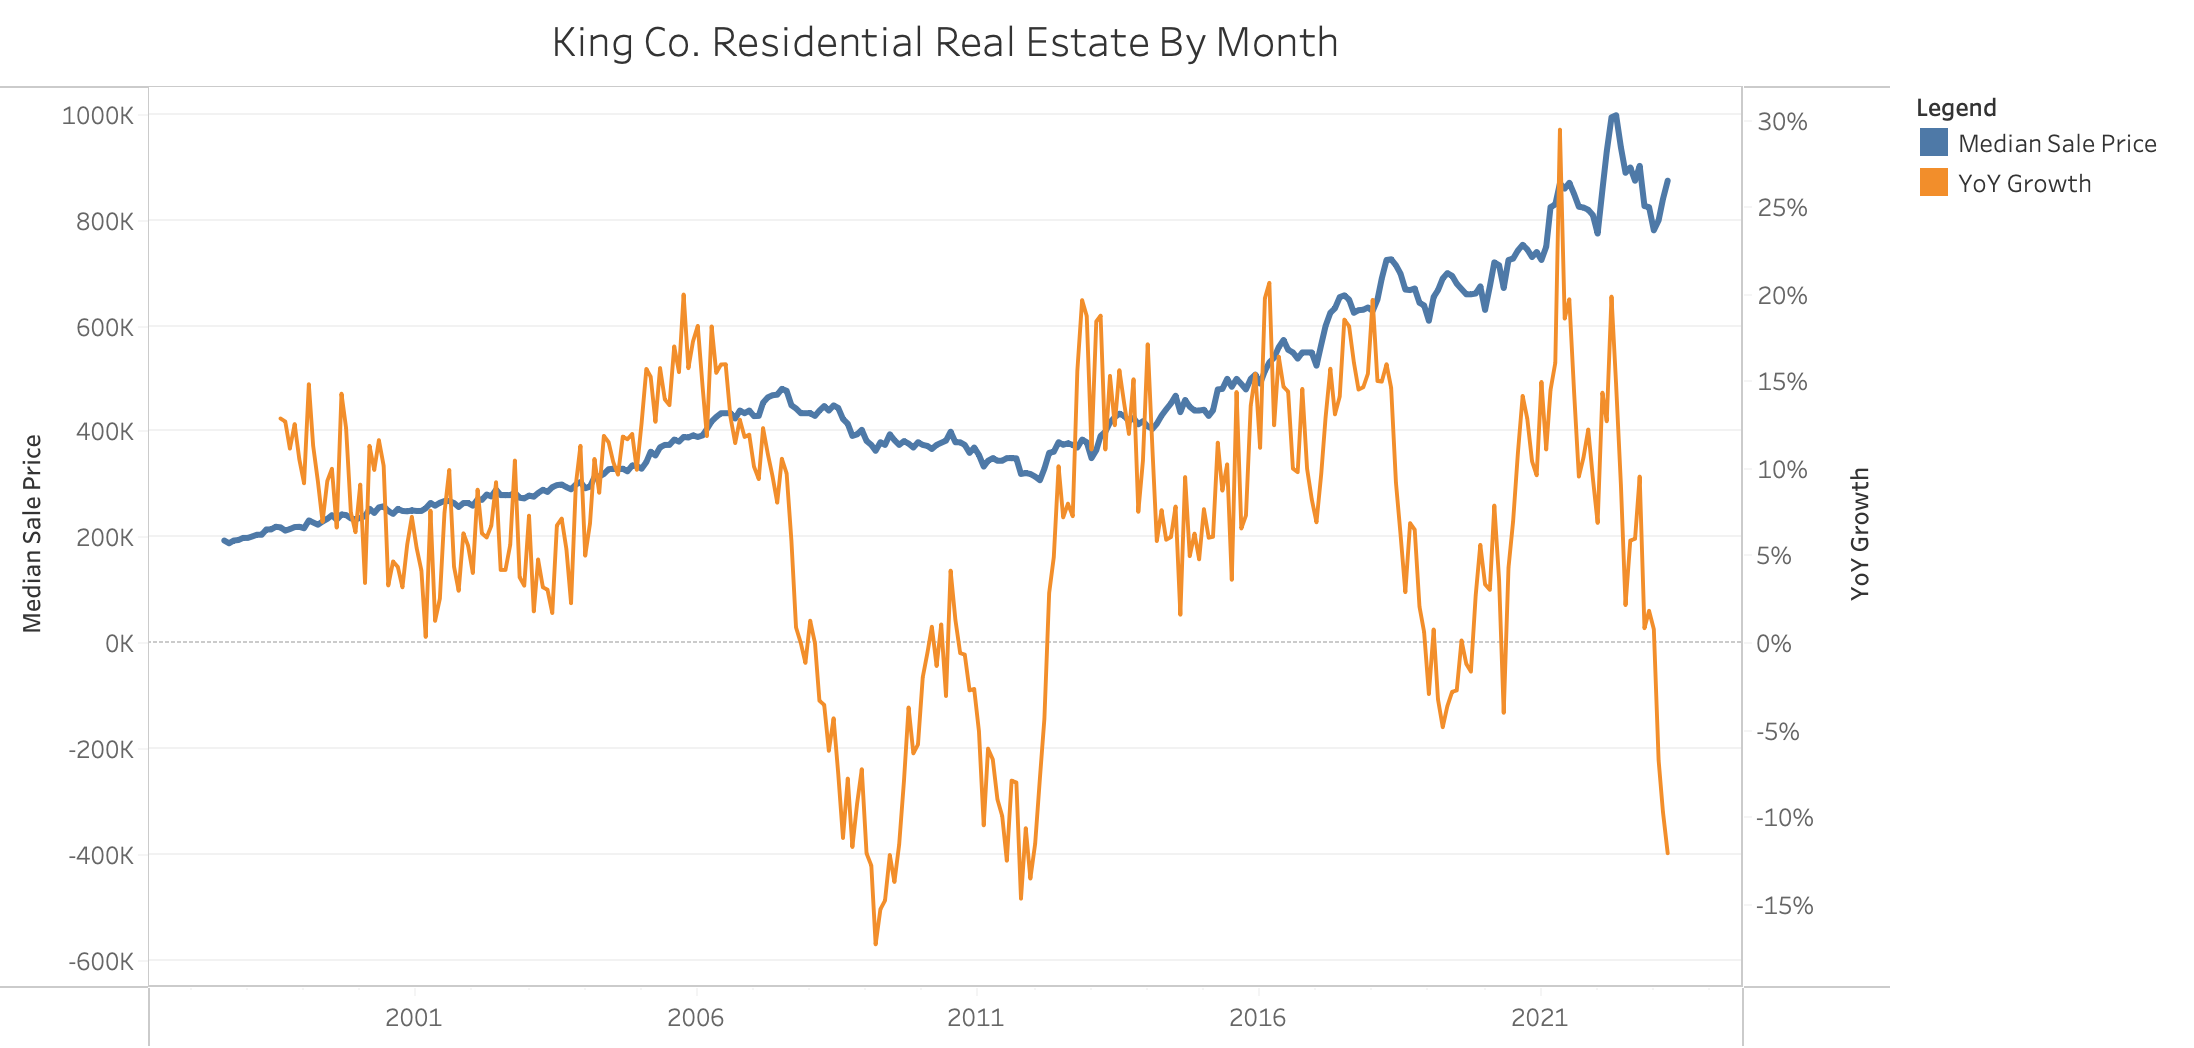 King Co. Residential Real Estate By Month
Legend
Median Sale Price
YoY Growth
Median Sale Price
1000K
800K
600K
400K
200K
0K
-200K
-400K
-600K
30%
25%
20%
15%
10%
5%
0%
-5%
-10%
-15%
YoY Growth
2001
2006
2011
2016
2021